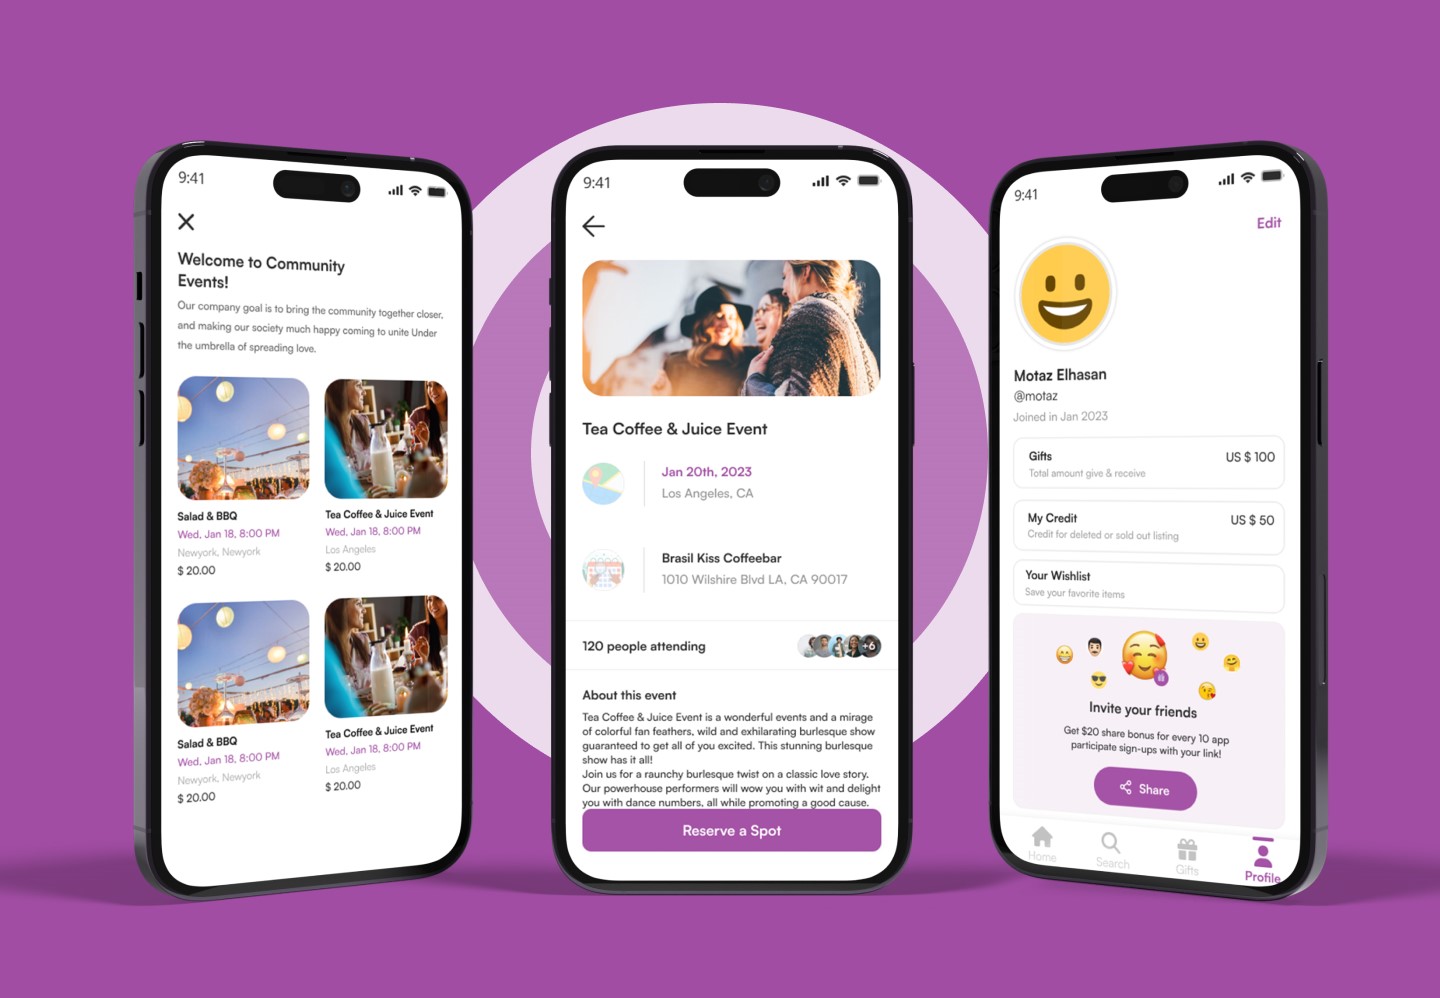 9:41
Welcome to Community
Events!
Our company goal is to bring the community together closer,
and making our society much happy coming to unite Under
the umbrella of spreading love.
Salad & BBQ
Wed, Jan 18, 8:00 PM
Newyork, Newyork
$ 20.00
Tea Coffee & Juice Event
Wed, Jan 18, 8:00 PM
Los Angeles
$ 20.00
Salad & BBQ
Wed, Jan 18, 8:00 PM
Newyork, Newyork
$ 20.00
Tea Coffee & Juice Event
Wed, Jan 18, 8:00 PM
Los Angeles
$ 20.00
9:41
Tea Coffee & Juice Event
Jan 20th, 2023
Los Angeles, CA
Brasil Kiss Coffeebar
1010 Wilshire Blvd LA, CA 90017
120 people attending
+6
About this event
Tea Coffee & Juice Event is a wonderful events and a mirage
of colorful fan feathers, wild and exhilarating burlesque show
guaranteed to get all of you excited. This stunning burlesque
show has it all!
Join us for a raunchy burlesque twist on a classic love story.
Our powerhouse performers will wow you with wit and delight
you with dance numbers, all while promoting a good cause.
Reserve a Spot
9:41
Edit
Motaz Elhasan
@motaz
Joined in Jan 2023
Gifts
US $ 100
Total amount give & receive
My Credit
US $ 50
Credit for deleted or sold out listing
Your Wishlist
Save your favorite items
Invite your friends
Get $20 share bonus for every 10 app
participate sign-ups with your link!
Share
Home
Search
Gifts
Profile